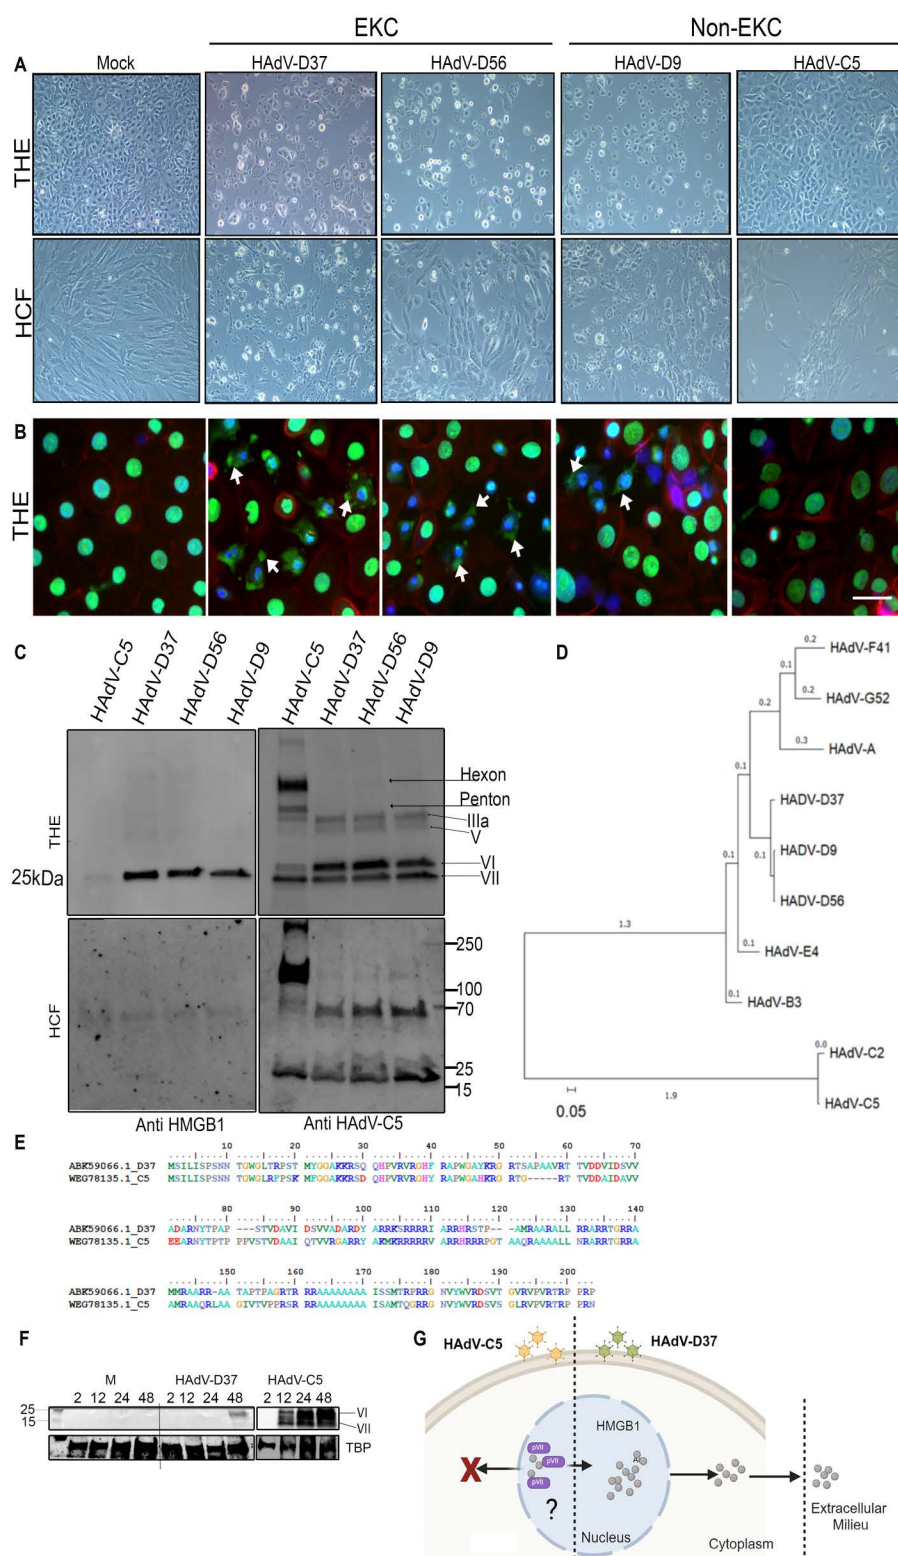 EKC Non-EKC
A Mock HAdV-D37 HAdV-D56 HAdV-D9 HAdV-C5
THE
HCF
B
THE
C
HAdV-C5 HAdV-D37 HAdV-D56 HAdV-D9 HAdV-C5 HAdV-D37 HAdV-D56 HAdV-D9
THE
25kDa
Hexon
Penton
IIIa
V
VI
VII
HCF
250
100
70
25
15
Anti HMGB1 Anti HAdV-C5
D
0.2 HAdV-F41
0.1
0.2 HAdV-G52
0.2
0.3 HAdV-A
0.1
HADV-D37
HAdV-D9
0.1
HADV-D56
0.1
1.3
0.1 HAdV-E4
0.1 HAdV-B3
0.0 HAdV-C2
1.9 HAdV-C5
0.05
E
10 20 30 40 50 60 70
ABK59066.1_D37 MSILISPSNN TGWGLTRPST MYGGAKKRSQ QHPVRVRGHF RAPWGAYKRG RTSAPAAVRT TVDDVIDSVV
WEG78135.1_C5 MSILISPSNN TGWGLRFPSK MFGGAKKRSD QHPVRVRGHY RAPWGAHKRG RTG-----RT TVDDAIDAVV
80 90 100 110 120 130 140
ABK59066.1_D37 ADARNYTPAP ---STVDAVI DSVVADARDY ARRKSRRRRI ARRHRSTP-- AMRAARALLR RARRTGRRA
WEG78135.1_C5 EEARNYTPTP PPVSTVDAAI QTVVRGARRY AKMKRRRRRV ARRHRRRPGT AAQRAAAALL NRARRTGRRA
150 160 170 180 190 200
ABK59066.1_D37 MMRAARR-AA TAPTPAGRTR RRAAAAAAAA ISSMTRPRRG NVYWVRDSVT GVRVPVRTRP PRP
WEG78135.1_C5 AMRAAQRLAA GIVTVPPRSR RRAAAAAAAA ISAMTQGRRG NVYWVRDSVS GLRVPVRTRP PRN
F
M HAdV-D37 HAdV-C5
2 12 24 48 2 12 24 48 2 12 24 48
25
15
VI
VII
TBP
G
HAdV-C5 HAdV-D37
HMGB1
pVII
pVII
pVII
Ac
X
?
Nucleus
Cytoplasm
Extracellular
Milieu